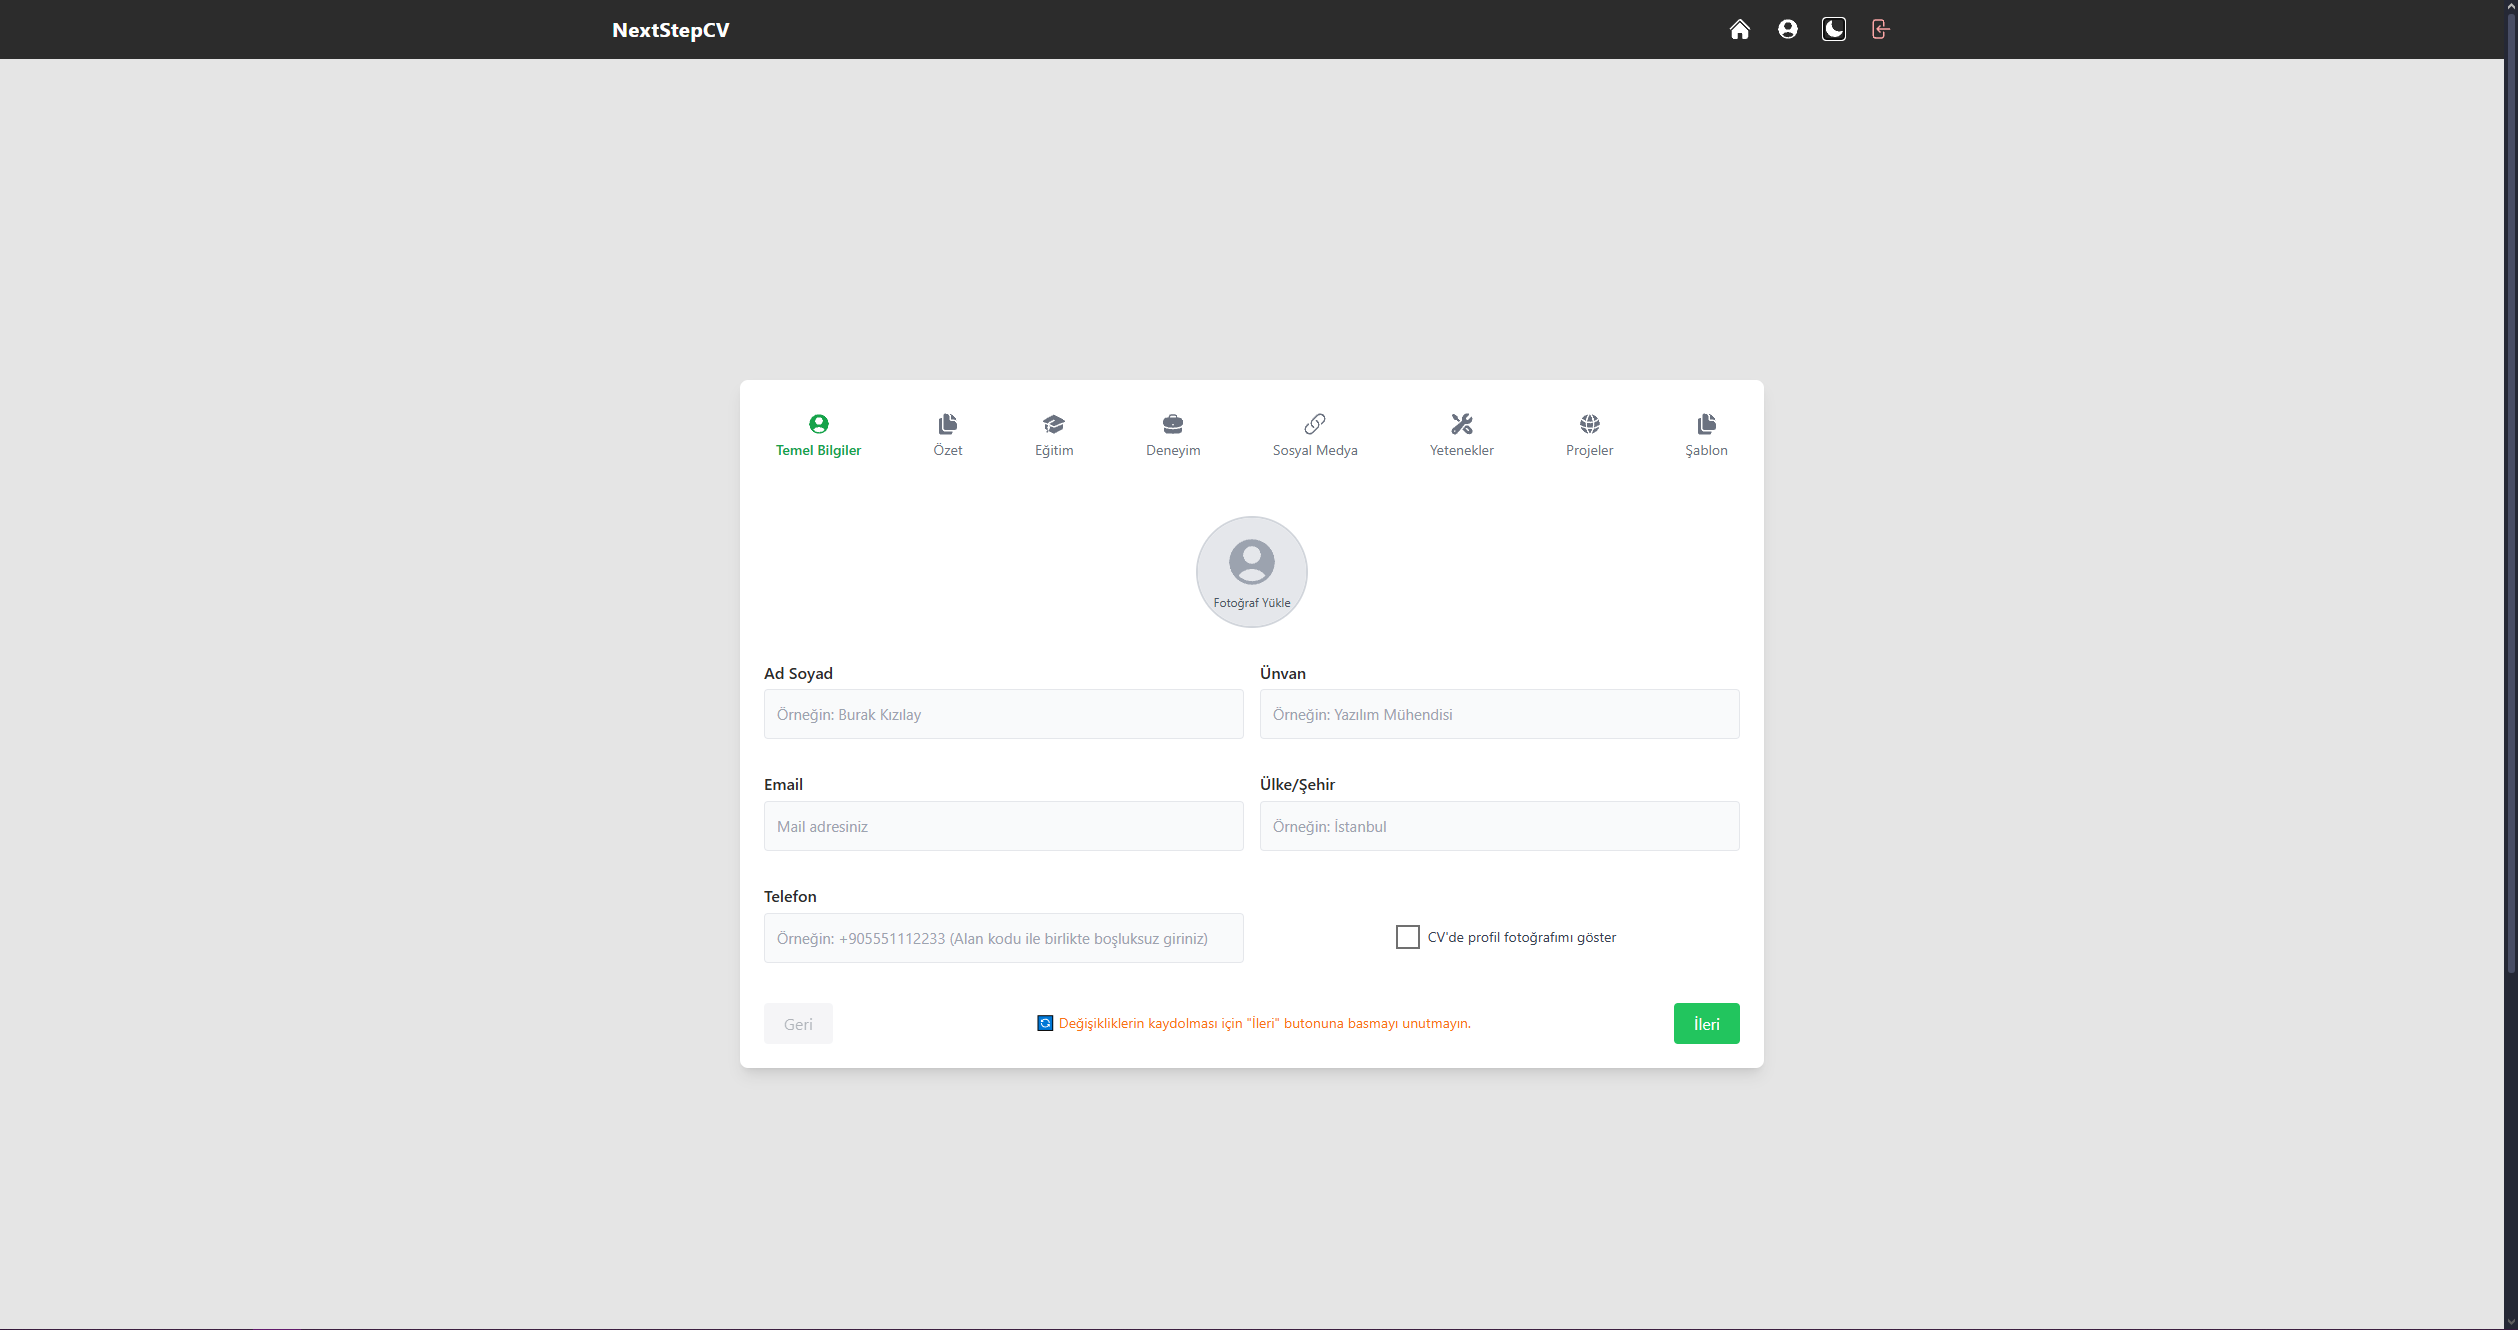 NextStepCV
Temel Bilgiler
Özet
Eğitim
Deneyim
Sosyal Medya
Yetenekler
Projeler
Şablon
Fotoğraf Yükle
Ad Soyad
Ünvan
Örneğin: Burak Kızılay
Örneğin: Yazılım Mühendisi
Email
Ülke/Şehir
Mail adresiniz
Örneğin: İstanbul
Telefon
Örneğin: +905551112233 (Alan kodu ile birlikte boşluksuz giriniz)
CV'de profil fotoğrafımı göster
Geri
Değişikliklerin kaydolması için "İleri" butonuna basmayı unutmayın.
İleri